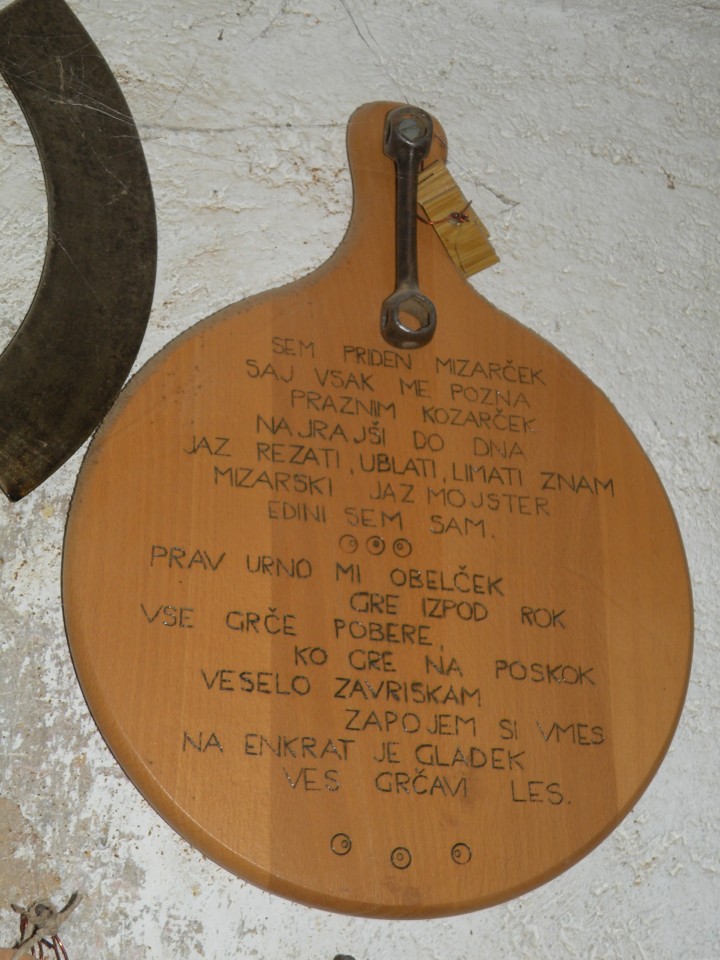 SEM PRIDEN MIZARČEK
SAJ VSAK ME POZNA
PRAZNIM KOZARČEK
NAJRAJŠI DO DNA
JAZ REZATI, UBLATI, LIMATI ZNAM
MIZARSKI JAZ MOJSTER
EDINI SEM SAM.
PRAV URNO MI OBELČEK
GRE IZPOD ROK
VSE GRČE POBERE,
KO GRE NA POSKOK
VESELO ZAVRISKAM
ZAPOJEM SI VMES
NA ENKRAT JE GLADEK
VES GRČAVI LES.